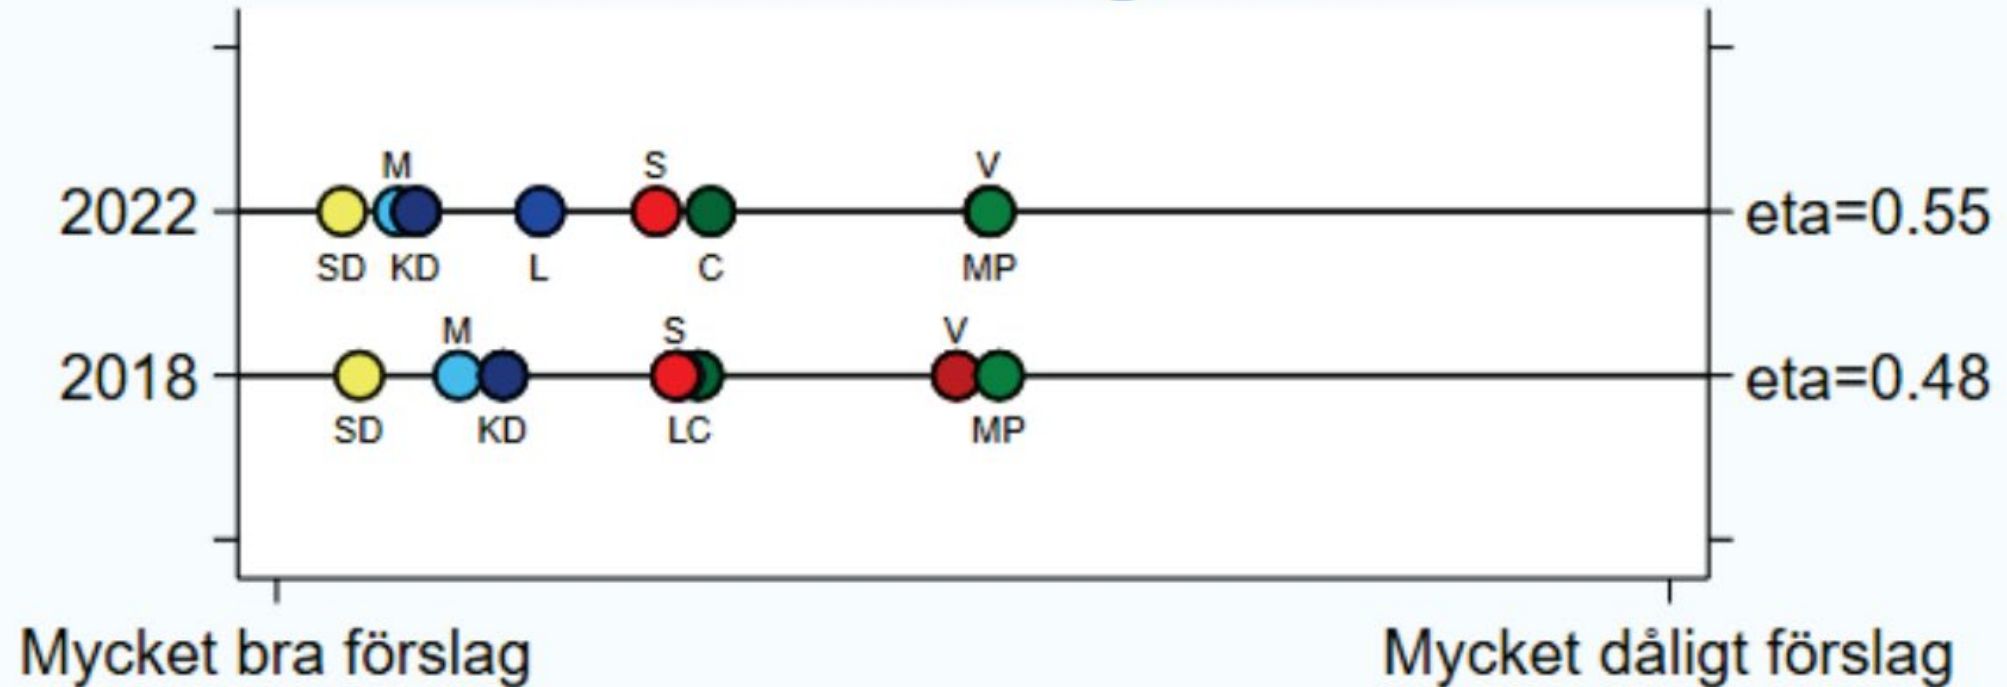 M S V
2022 eta=0.55
SD KD L C MP
M S V
2018 eta=0.48
SD KD LC MP
Mycket bra förslag Mycket dåligt förslag